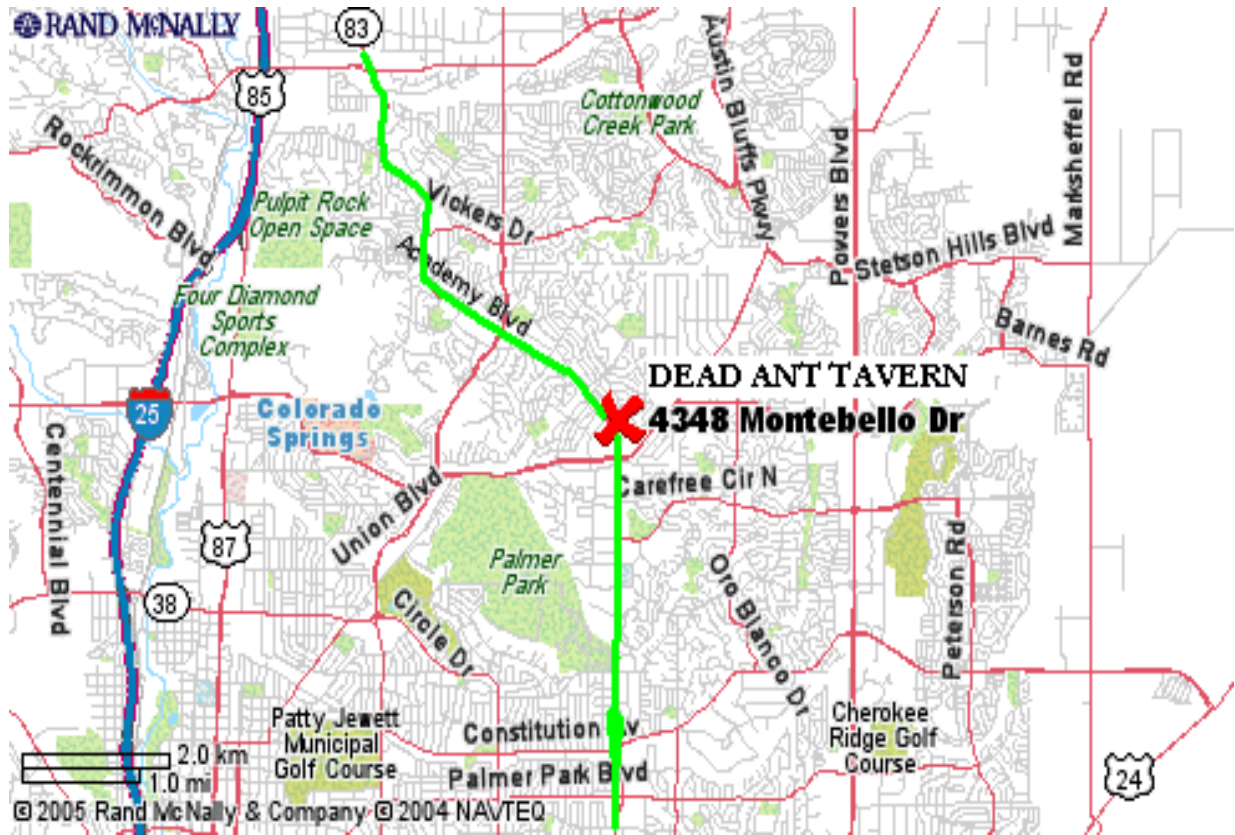 RAND McNALLY
83
85
Rockrimmon Blvd
Cottonwood
Creek Park
Austin Bluffs Pkwy
Powers Blvd
Marksheffel Rd
Pulpit Rock
Open Space
Vickers Dr
Academy Blvd
Stetson Hills Blvd
Four Diamond
Sports
Complex
Barnes Rd
DEAD ANT TAVERN
4348 Montebello Dr
25
Colorado
Springs
Centennial Blvd
Union Blvd
Carefree Cir N
87
Palmer
Park
Oro Blanco Dr
Peterson Rd
38
Circle Dr
Patty Jewett
Municipal
Golf Course
Constitution Av
Cherokee
Ridge Golf
Course
Palmer Park Blvd
24
2.0 km
1.0 mi
© 2005 Rand McNally & Company © 2004 NAVTEQ